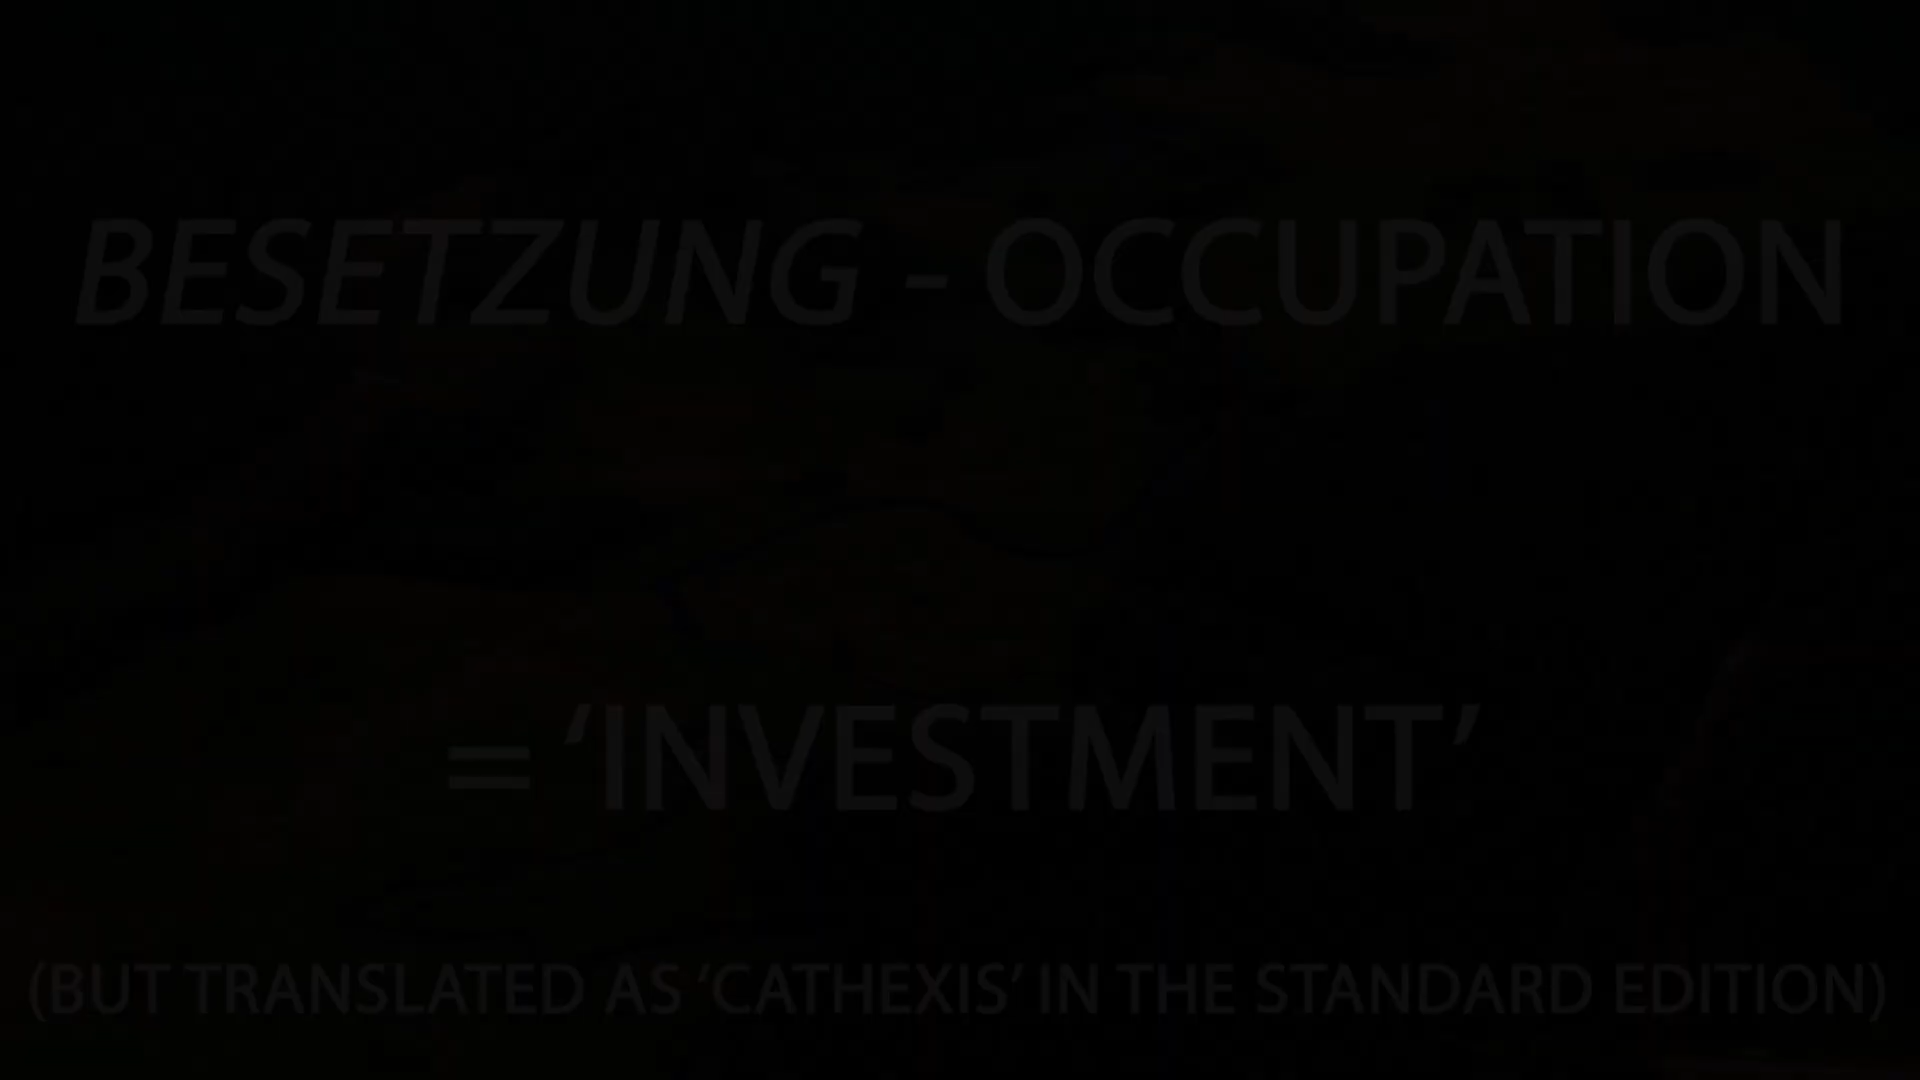 BESETZUNG - OCCUPATION
= ‘INVESTMENT’
(BUT TRANSLATED AS ‘CATHEXIS’ IN THE STANDARD EDITION)